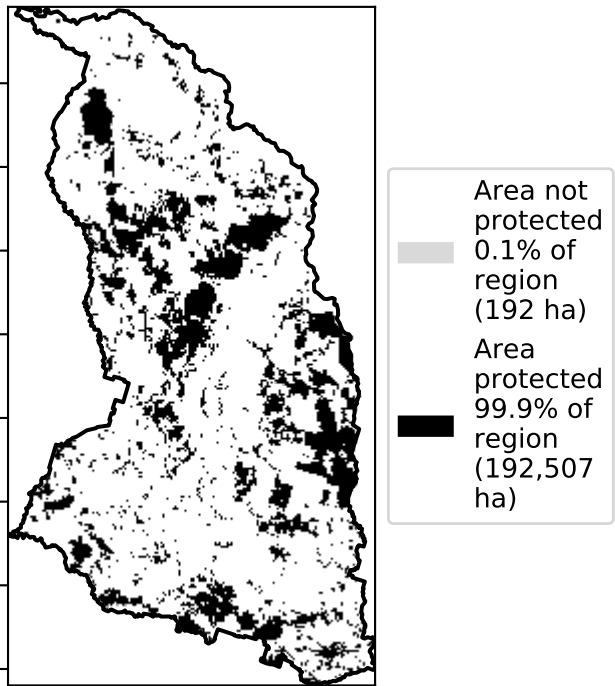 Area not
protected
0.1% of
region
(192 ha)
Area
protected
99.9% of
region
(192,507
ha)